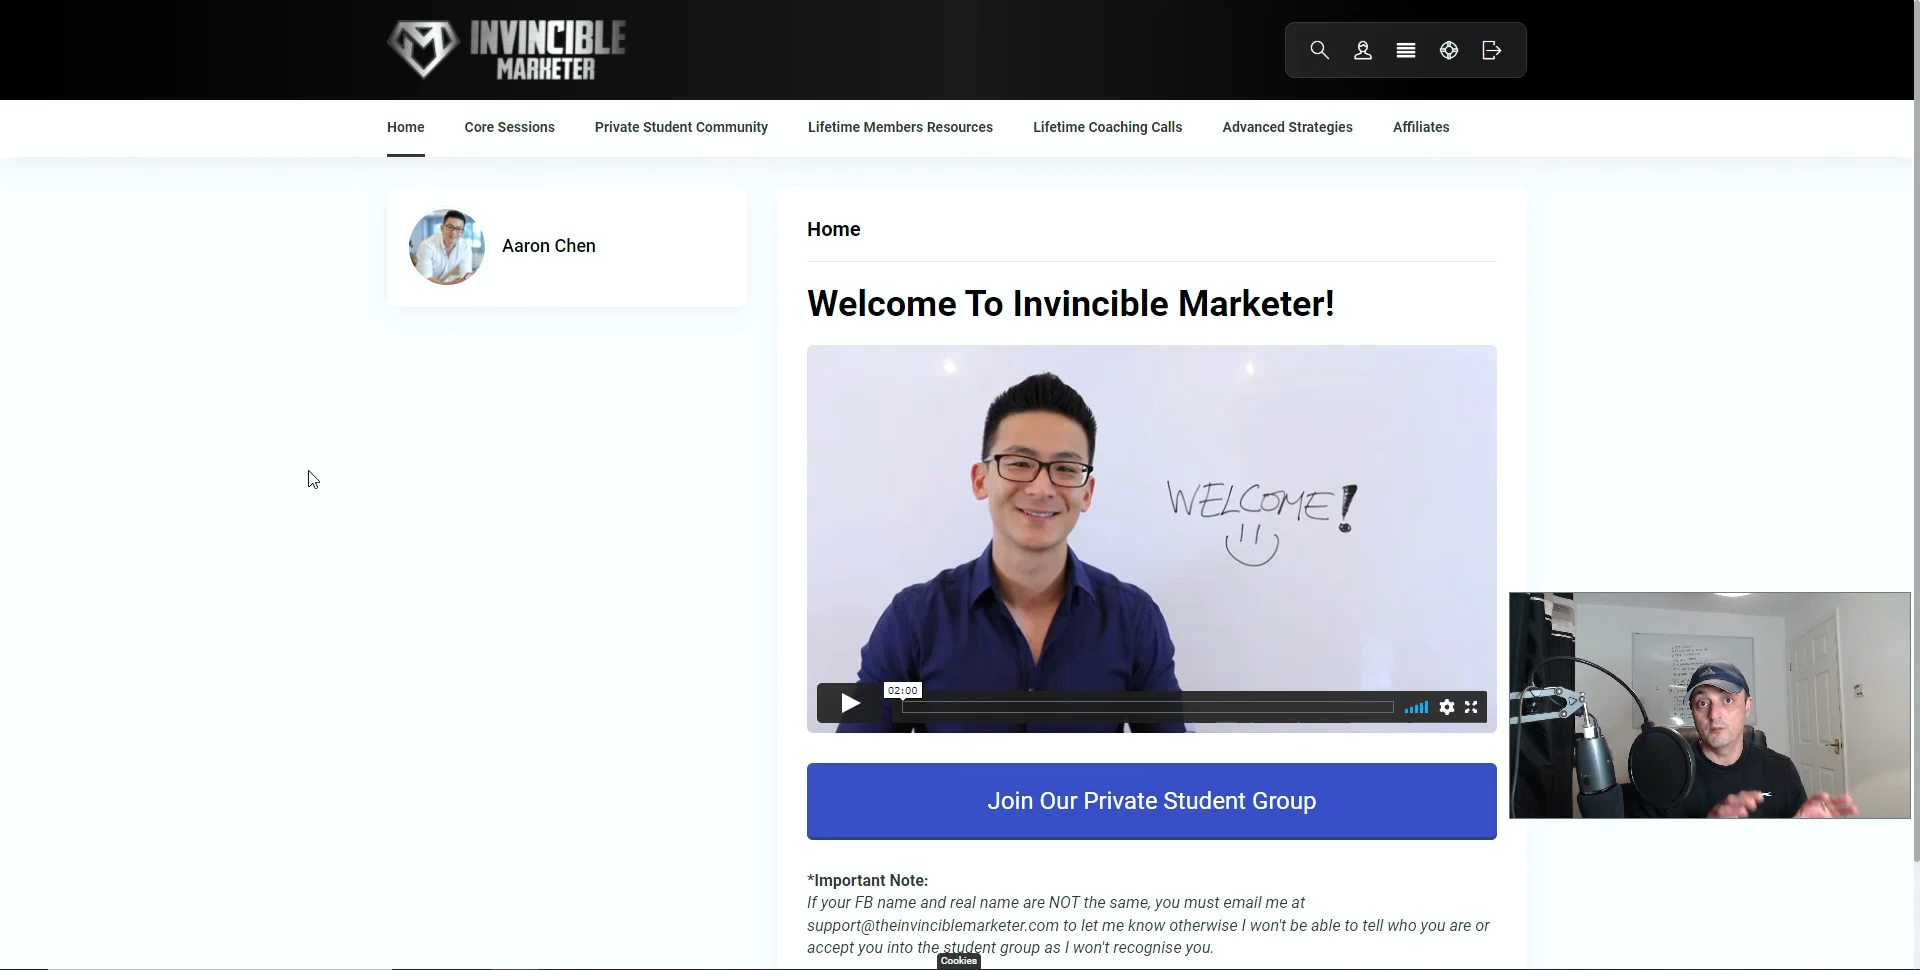 INVINCIBLE
MARKETER
Home
Core Sessions
Private Student Community
Lifetime Members Resources
Lifetime Coaching Calls
Advanced Strategies
Affiliates
Aaron Chen
Home
Welcome To Invincible Marketer!
WELCOME!
02:00
Join Our Private Student Group
*Important Note:
If your FB name and real name are NOT the same, you must email me at
support@theinvinciblemarketer.com to let me know otherwise I won't be able to tell who you are or
accept you into the student group as I won't recognise you.
Cookies